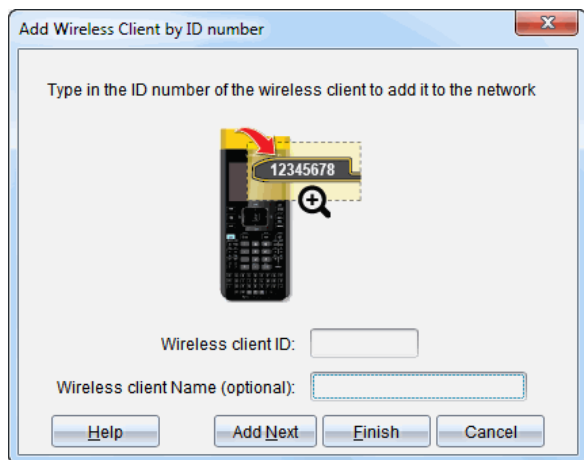 Add Wireless Client by ID number
Type in the ID number of the wireless client to add it to the network
12345678
Wireless client ID:
Wireless client Name (optional):
Help Add Next Finish Cancel